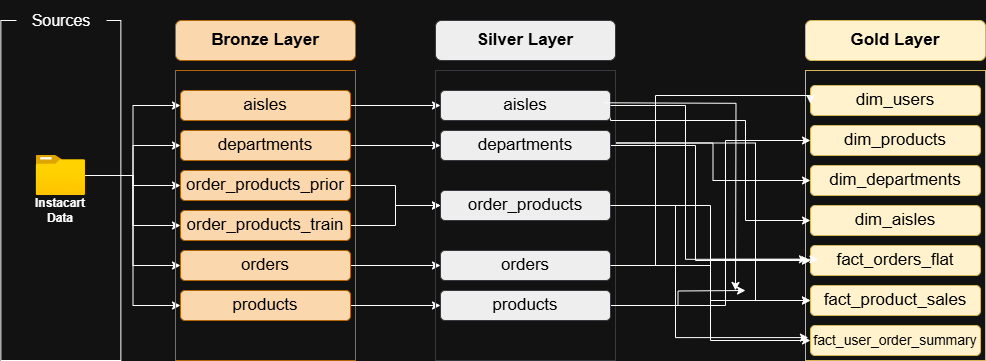 Sources
Bronze Layer
Silver Layer
Gold Layer
Instacart
Data
aisles
departments
order_products_prior
order_products_train
orders
products
aisles
departments
order_products
orders
products
dim_users
dim_products
dim_departments
dim_aisles
fact_orders_flat
fact_product_sales
fact_user_order_summary